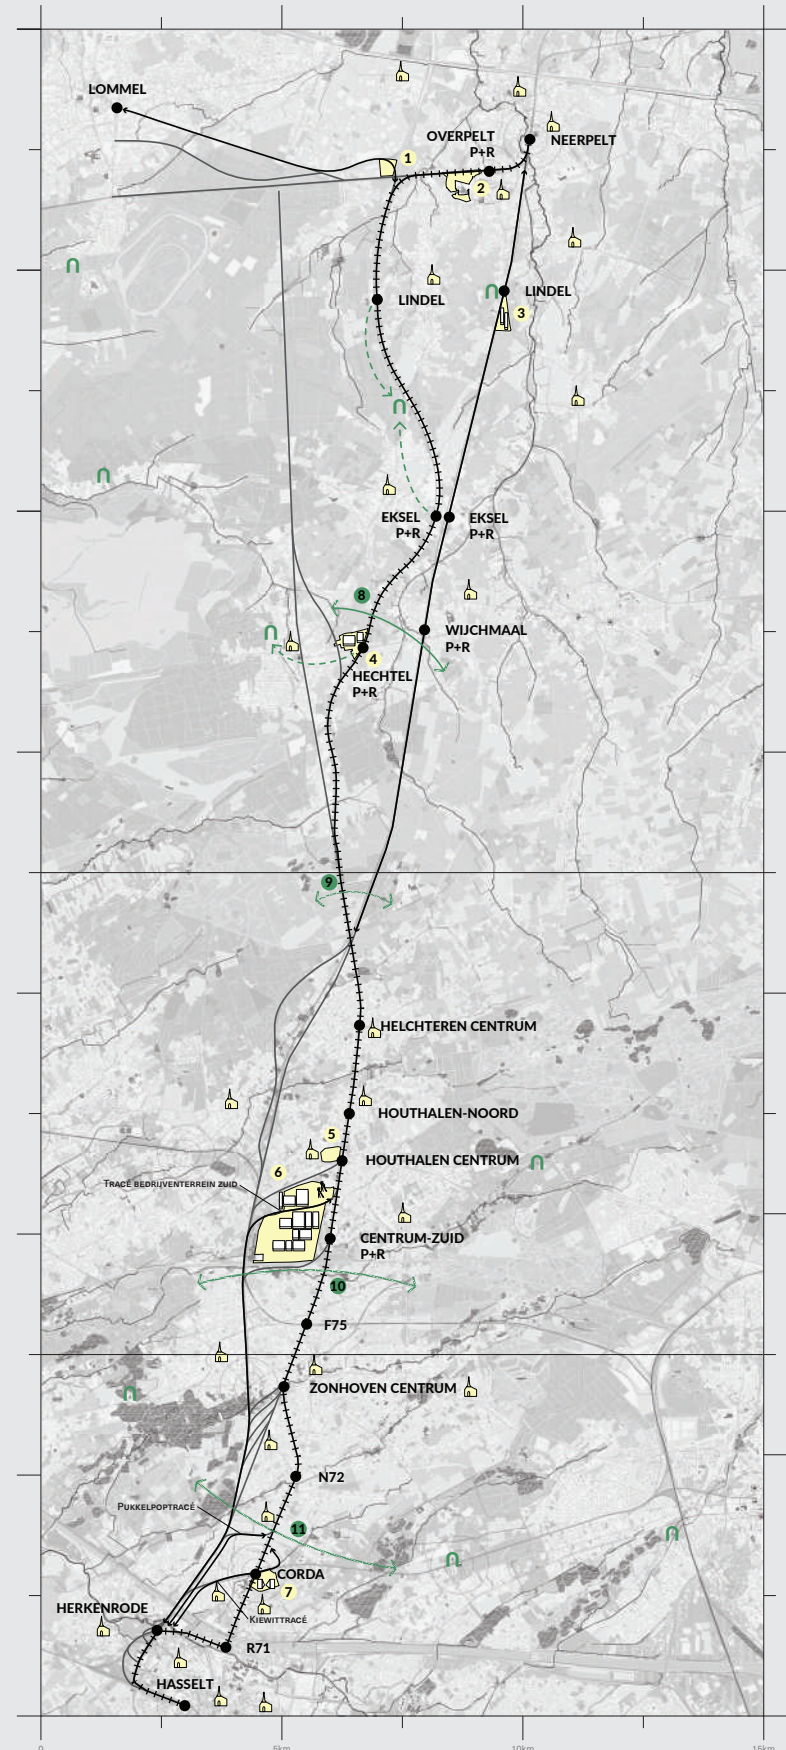 LOMMEL
OVERPELT
P+R
NEERPELT
1
2
LINDEL
LINDEL
3
EKSEL
P+R
EKSEL
P+R
8
WIJCHMAAL
P+R
4
HECHTEL
P+R
9
HELCHTEREN CENTRUM
HOUTHALEN-NOORD
5
HOUTHALEN CENTRUM
6
TRACÉ BEDRIJVENTERREIN ZUID
CENTRUM-ZUID
P+R
10
F75
ZONHOVEN CENTRUM
N72
PUKKELPOPTRACÉ
11
CORDA
7
HERKENRODE
KIEWITTRACÉ
R71
HASSELT
0
5km
10km
15km